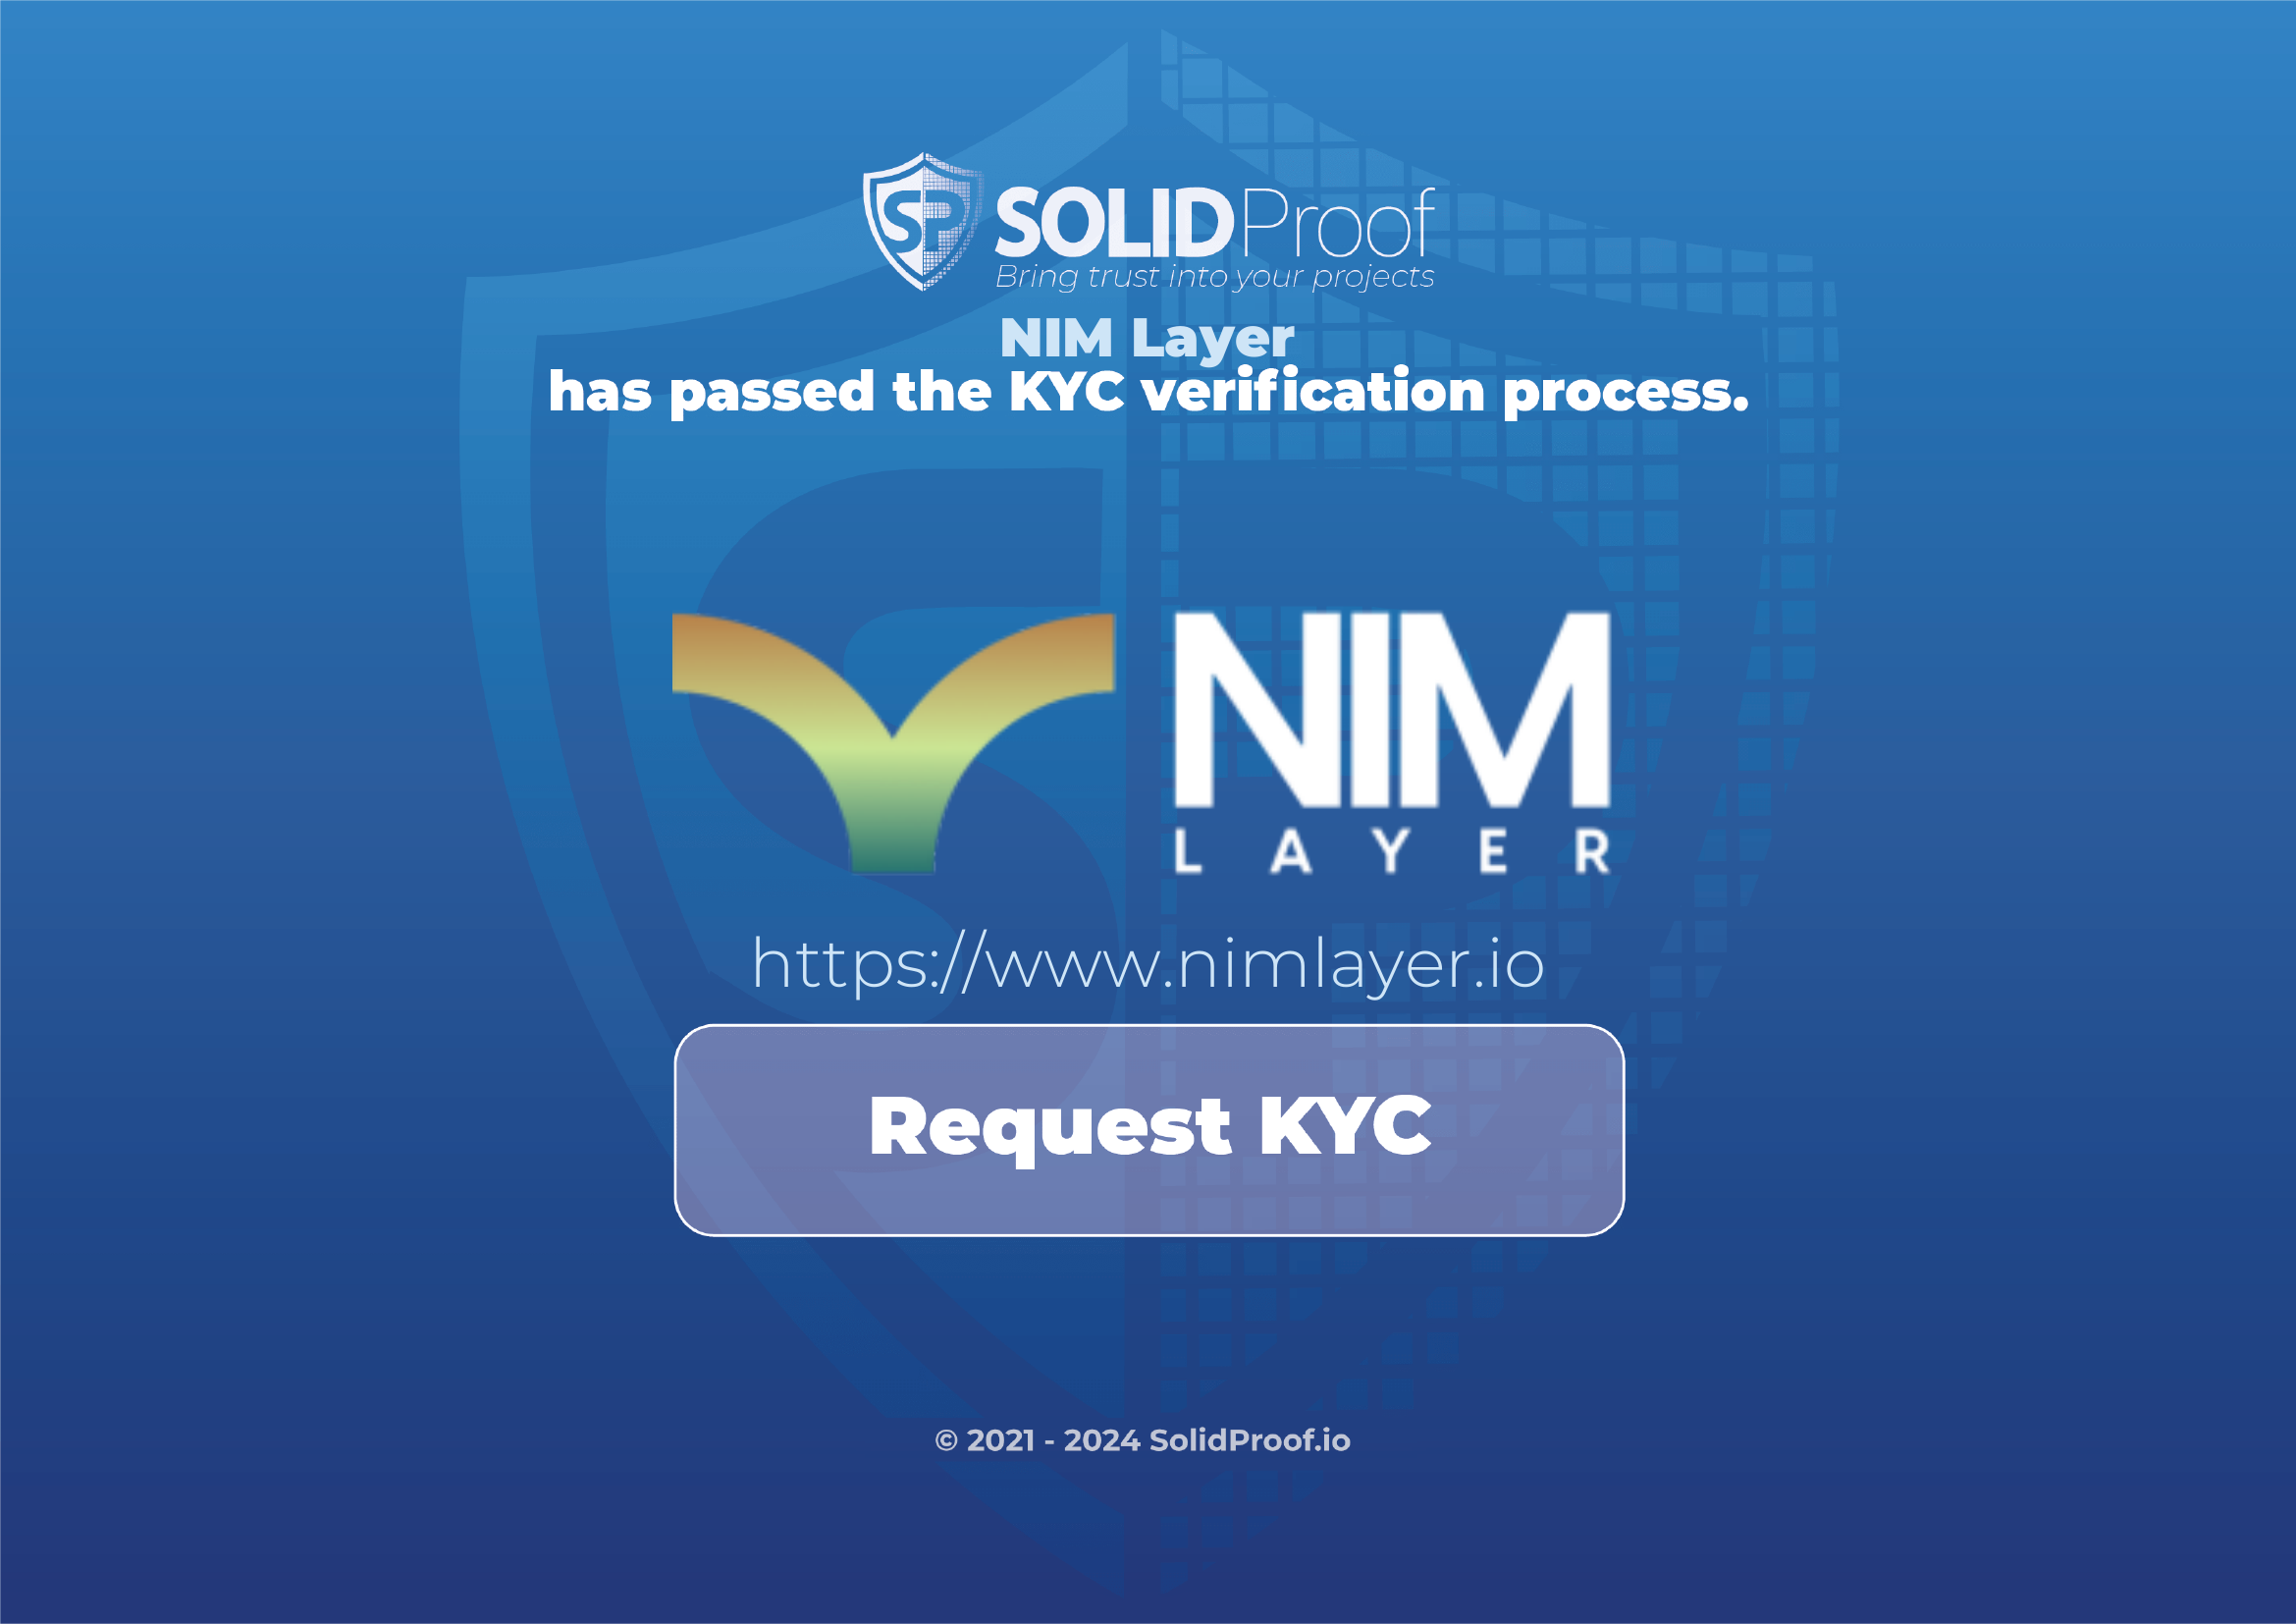 SP SOLIDProof
Bring trust into your projects
NIM Layer
has passed the KYC verification process.
NIM
LAYER
https://www.nimlayer.io
Request KYC
© 2021 - 2024 SolidProof.io